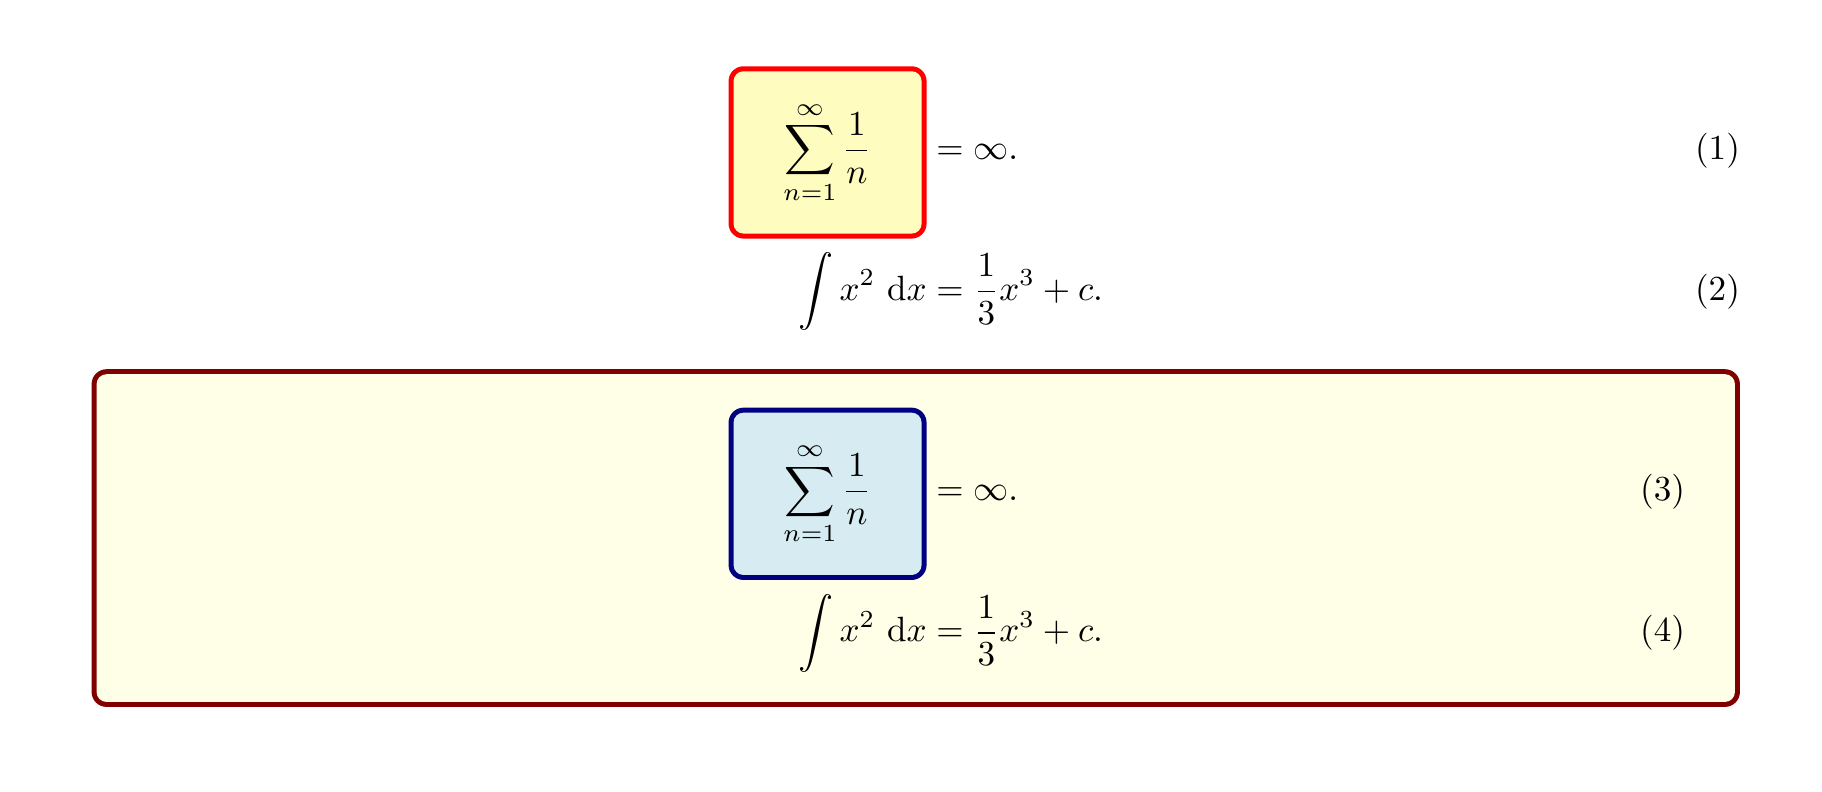 \sum_{n=1}^{\infty} \frac{1}{n} = \infty. (1)
\int x^2 \, \mathrm{d}x = \frac{1}{3}x^3 + c. (2)
\sum_{n=1}^{\infty} \frac{1}{n} = \infty. (3)
\int x^2 \, \mathrm{d}x = \frac{1}{3}x^3 + c. (4)